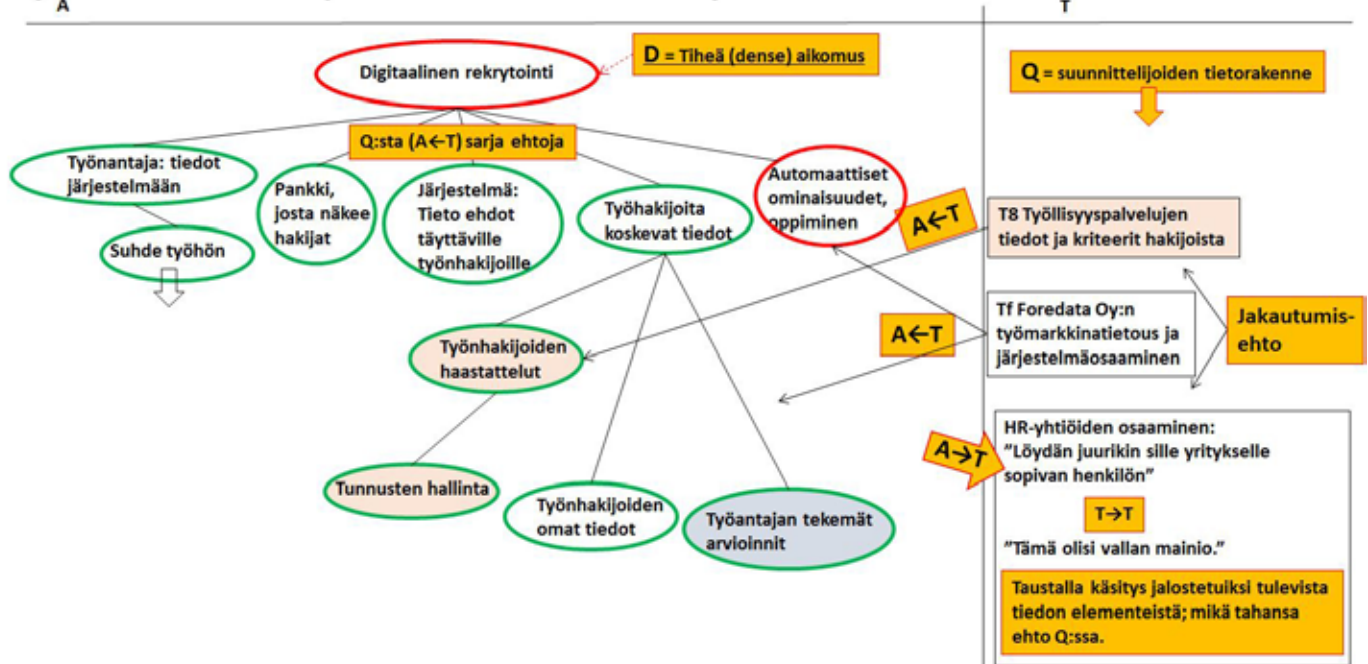 A
T
Digitaalinen rekrytointi
D = Tiheä (dense) aikomus
Q = suunnittelijoiden tietorakenne
Q:sta (A←T) sarja ehtoja
Työnantaja: tiedot
järjestelmään
Suhde työhön
Pankki,
josta näkee
hakijat
Järjestelmä:
Tieto ehdot
täyttäville
työnhakijoille
Työhakijoita
koskevat tiedot
Automaattiset
ominaisuudet,
oppiminen
A←T
T8 Työllisyyspalvelujen
tiedot ja kriteerit hakijoista
A←T
Tf Foredata Oy:n
työmarkkinatietous ja
järjestelmäosaaminen
Jakautumis-
ehto
Työnhakijoiden
haastattelut
Tunnusten hallinta
Työnhakijoiden
omat tiedot
Työantajan tekemät
arvioinnit
A→T
HR-yhtiöiden osaaminen:
”Löydän juurikin sille yritykselle
sopivan henkilön”
T→T
”Tämä olisi vallan mainio.”
Taustalla käsitys jalostetuiksi tulevista
tiedon elementeistä; mikä tahansa
ehto Q:ssa.